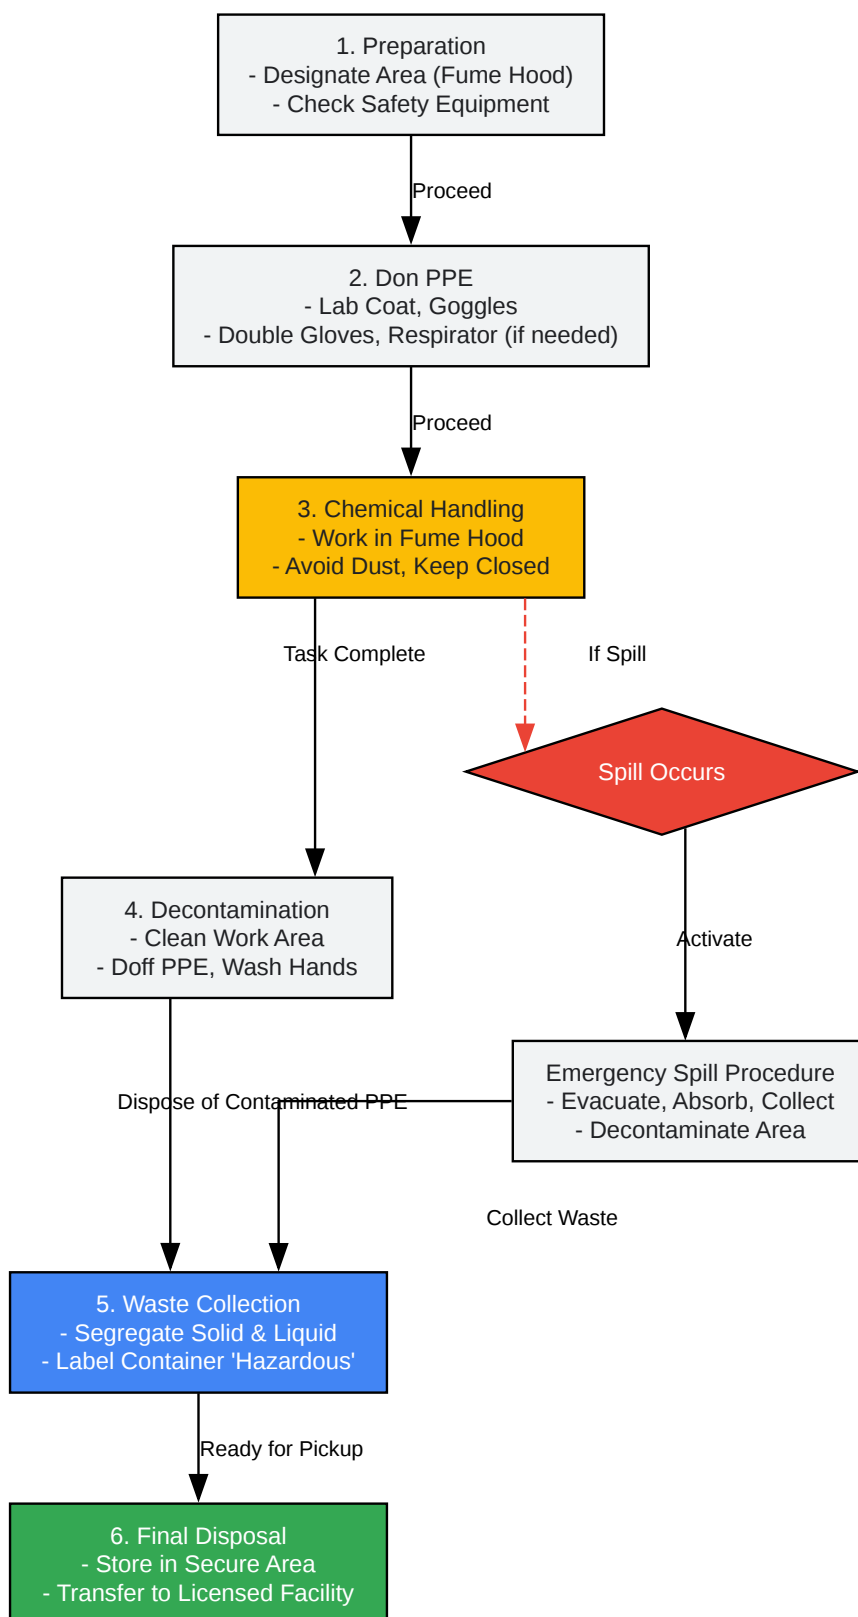 1. Preparation
- Designate Area (Fume Hood)
- Check Safety Equipment
Proceed
2. Don PPE
- Lab Coat, Goggles
- Double Gloves, Respirator (if needed)
Proceed
3. Chemical Handling
- Work in Fume Hood
- Avoid Dust, Keep Closed
Task Complete
If Spill
Spill Occurs
4. Decontamination
- Clean Work Area
- Doff PPE, Wash Hands
Activate
Emergency Spill Procedure
- Evacuate, Absorb, Collect
- Decontaminate Area
Dispose of Contaminated PPE
Collect Waste
5. Waste Collection
- Segregate Solid & Liquid
- Label Container 'Hazardous'
Ready for Pickup
6. Final Disposal
- Store in Secure Area
- Transfer to Licensed Facility